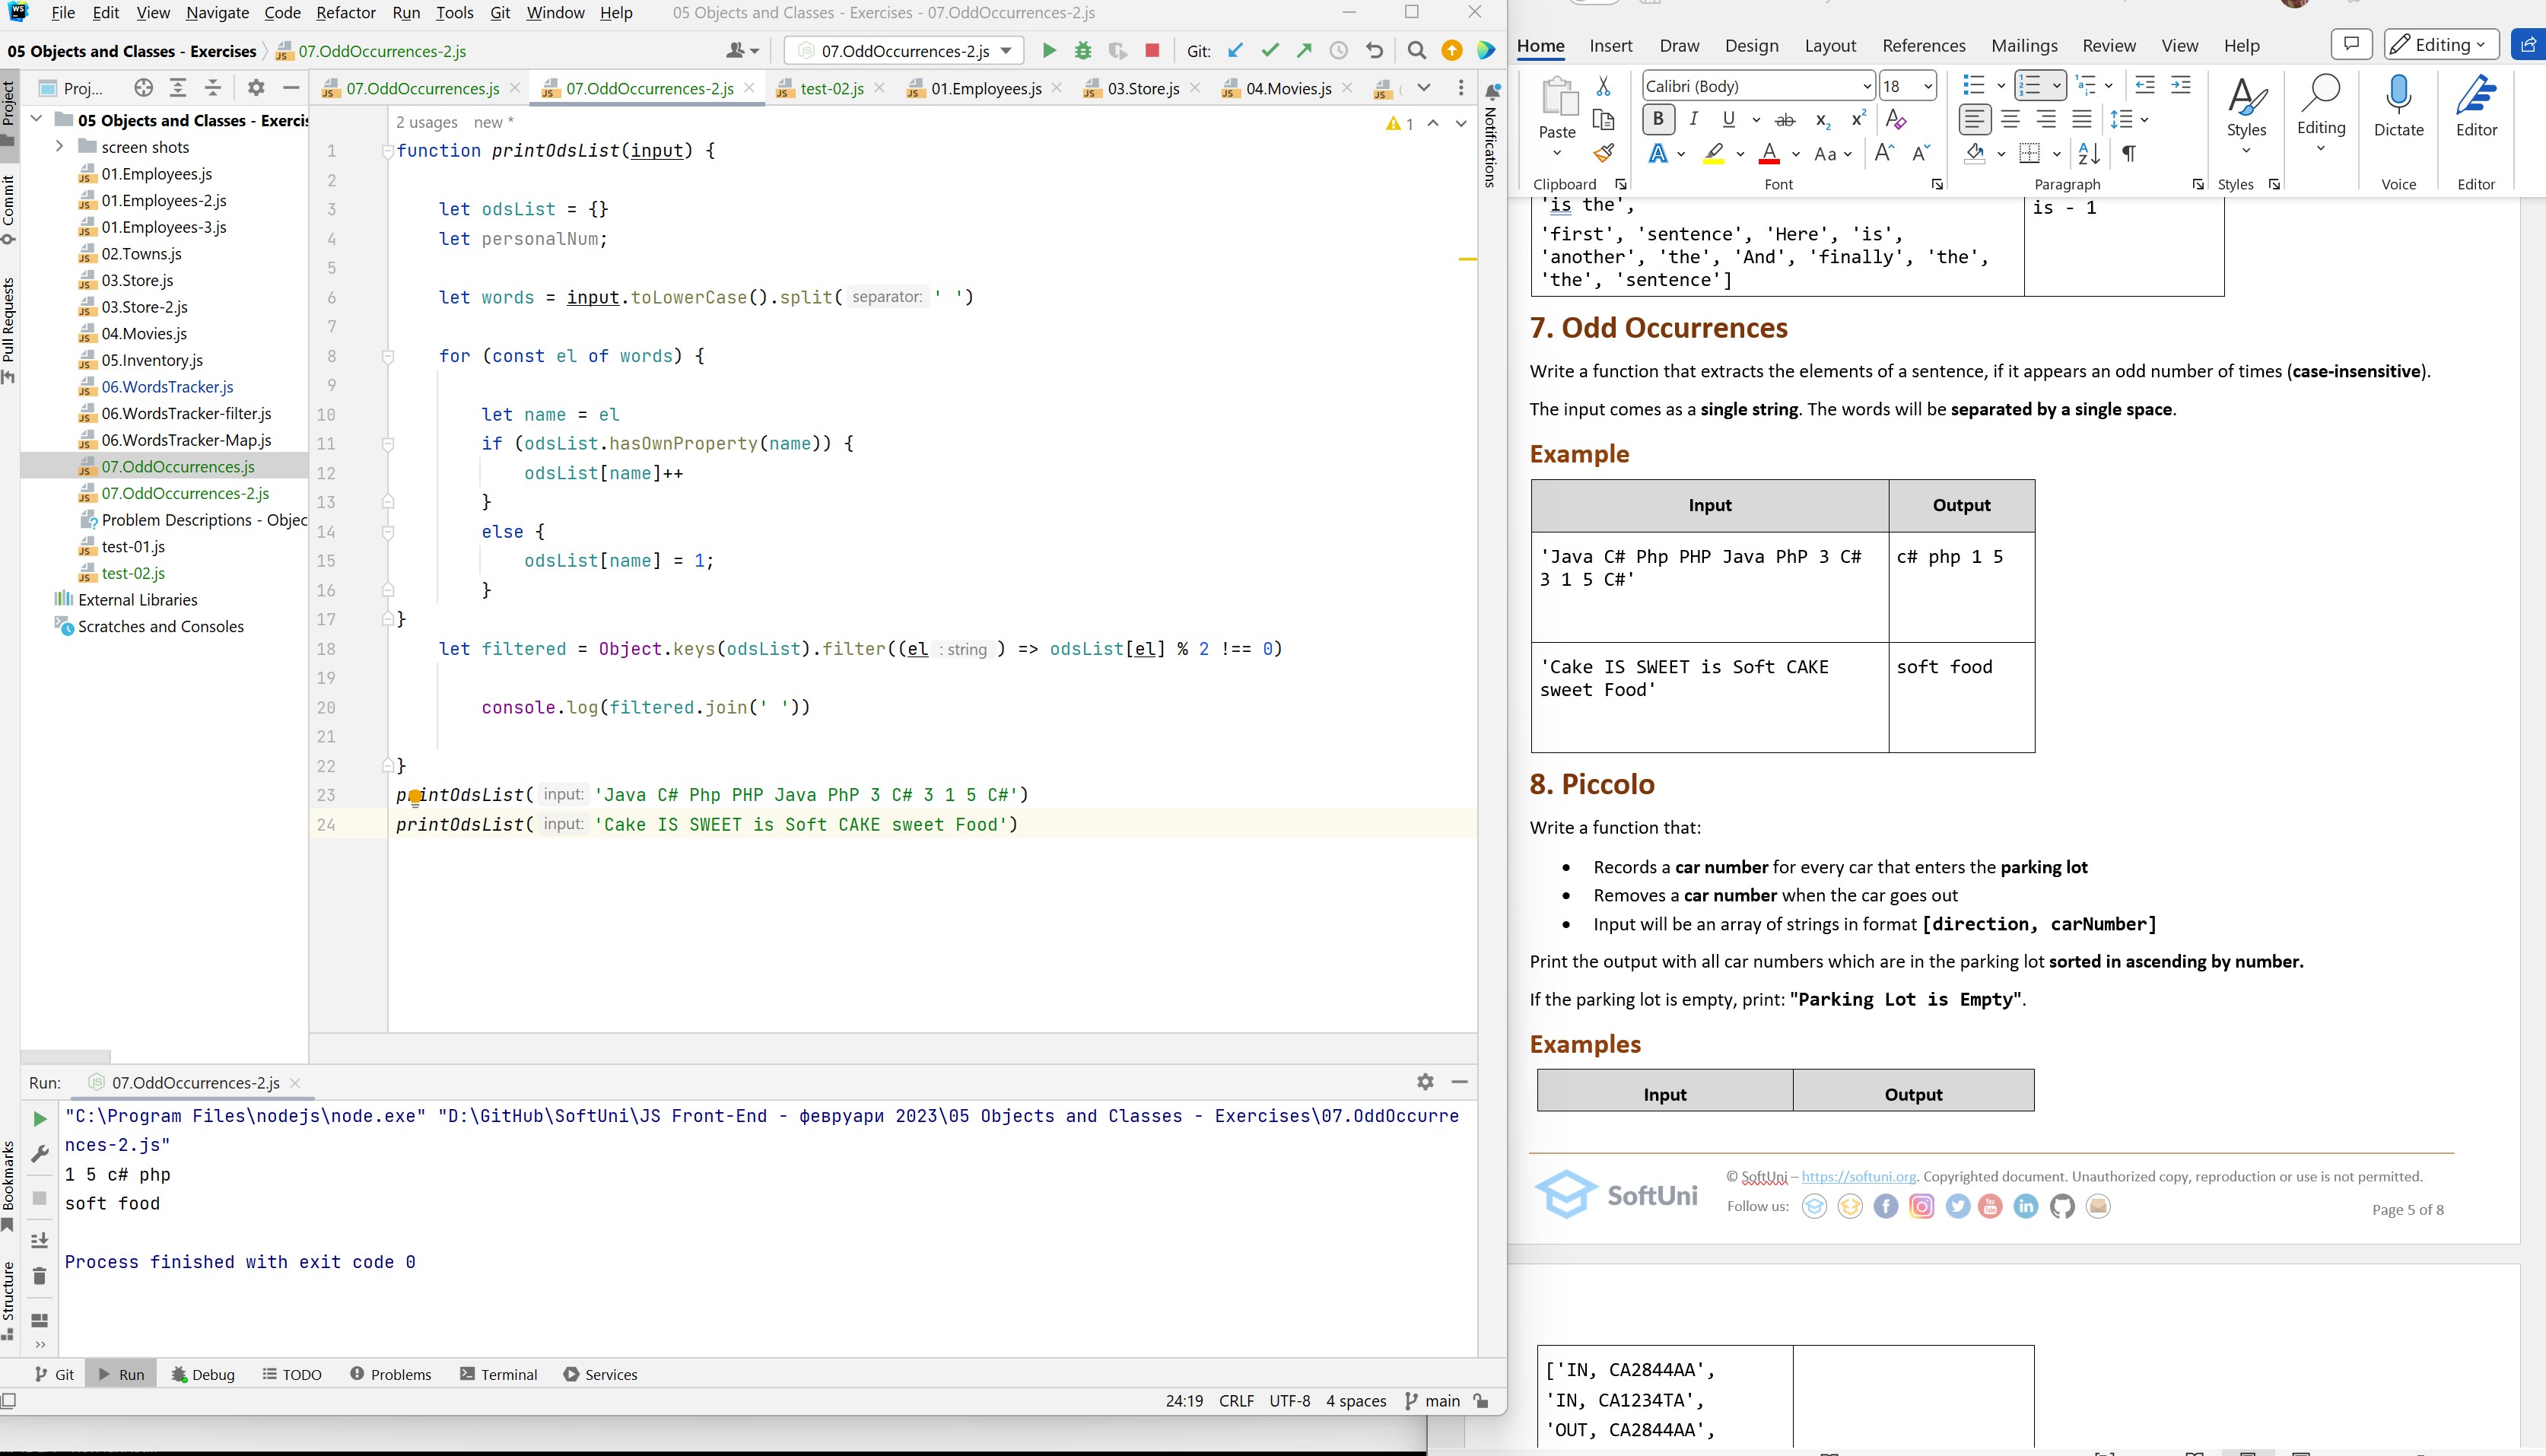 File Edit View Navigate Code Refactor Run Tools Git Window Help 05 Objects and Classes - Exercises - 07.OddOccurrences-2.js
05 Objects and Classes - Exercises 07.OddOccurrences-2.js 07.OddOccurrences-2.js Git:
Proj...
07.OddOccurrences.js 07.OddOccurrences-2.js test-02.js 01.Employees.js 03.Store.js 04.Movies.js
Project
Commit
Pull Requests
Bookmarks
Structure
Notifications
05 Objects and Classes - Exercis
screen shots
01.Employees.js
01.Employees-2.js
01.Employees-3.js
02.Towns.js
03.Store.js
03.Store-2.js
04.Movies.js
05.Inventory.js
06.WordsTracker.js
06.WordsTracker-filter.js
06.WordsTracker-Map.js
07.OddOccurrences.js
07.OddOccurrences-2.js
Problem Descriptions - Objec
test-01.js
test-02.js
External Libraries
Scratches and Consoles
2 usages new *
1
1 function printOdsList(input) {
2
3 let odsList = {}
4 let personalNum;
5
6 let words = input.toLowerCase().split( separator: ' ')
7
8 for (const el of words) {
9
10 let name = el
11 if (odsList.hasOwnProperty(name)) {
12 odsList[name]++
13 }
14 else {
15 odsList[name] = 1;
16 }
17 }
18 let filtered = Object.keys(odsList).filter((el : string ) => odsList[el] % 2 !== 0)
19
20 console.log(filtered.join(' '))
21
22 }
23 printOdsList( input: 'Java C# Php PHP Java PhP 3 C# 3 1 5 C#')
24 printOdsList( input: 'Cake IS SWEET is Soft CAKE sweet Food')
Run: 07.OddOccurrences-2.js
"C:\Program Files\nodejs\node.exe" "D:\GitHub\SoftUni\JS Front-End - февруари 2023\05 Objects and Classes - Exercises\07.OddOccurre
nces-2.js"
1 5 c# php
soft food
Process finished with exit code 0
Git Run Debug TODO Problems Terminal Services
24:19 CRLF UTF-8 4 spaces main
Home Insert Draw Design Layout References Mailings Review View Help Editing
Paste
Calibri (Body) 18
Styles Editing Dictate Editor
Clipboard Font Paragraph Styles Voice Editor
'is the',
is - 1
'first', 'sentence', 'Here', 'is',
'another', 'the', 'And', 'finally', 'the',
'the', 'sentence']
7. Odd Occurrences
Write a function that extracts the elements of a sentence, if it appears an odd number of times (case-insensitive).
The input comes as a single string. The words will be separated by a single space.
Example
Input Output
'Java C# Php PHP Java PhP 3 C#
3 1 5 C#'
c# php 1 5
'Cake IS SWEET is Soft CAKE
sweet Food'
soft food
8. Piccolo
Write a function that:
• Records a car number for every car that enters the parking lot
• Removes a car number when the car goes out
• Input will be an array of strings in format [direction, carNumber]
Print the output with all car numbers which are in the parking lot sorted in ascending by number.
If the parking lot is empty, print: "Parking Lot is Empty".
Examples
Input Output
SoftUni
© SoftUni – https://softuni.org. Copyrighted document. Unauthorized copy, reproduction or use is not permitted.
Follow us:
Page 5 of 8
['IN, CA2844AA',
'IN, CA1234TA',
'OUT, CA2844AA',